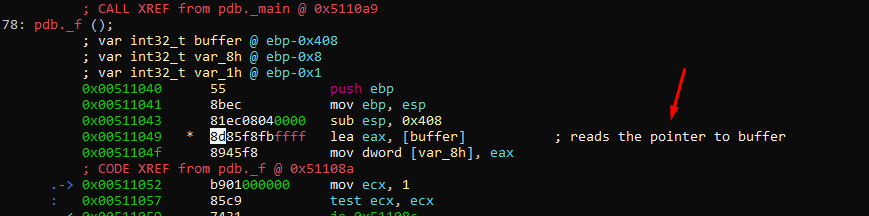 ; CALL XREF from pdb._main @ 0x5110a9
78: pdb._f ();
; var int32_t buffer @ ebp-0x408
; var int32_t var_8h @ ebp-0x8
; var int32_t var_1h @ ebp-0x1
0x00511040 55 push ebp
0x00511041 8bec mov ebp, esp
0x00511043 81ec08040000 sub esp, 0x408
0x00511049 * 8d85f8fbffff lea eax, [buffer] ; reads the pointer to buffer
0x0051104f 8945f8 mov dword [var_8h], eax
; CODE XREF from pdb._f @ 0x51108a
.-> 0x00511052 b901000000 mov ecx, 1
: 0x00511057 85c9 test ecx, ecx